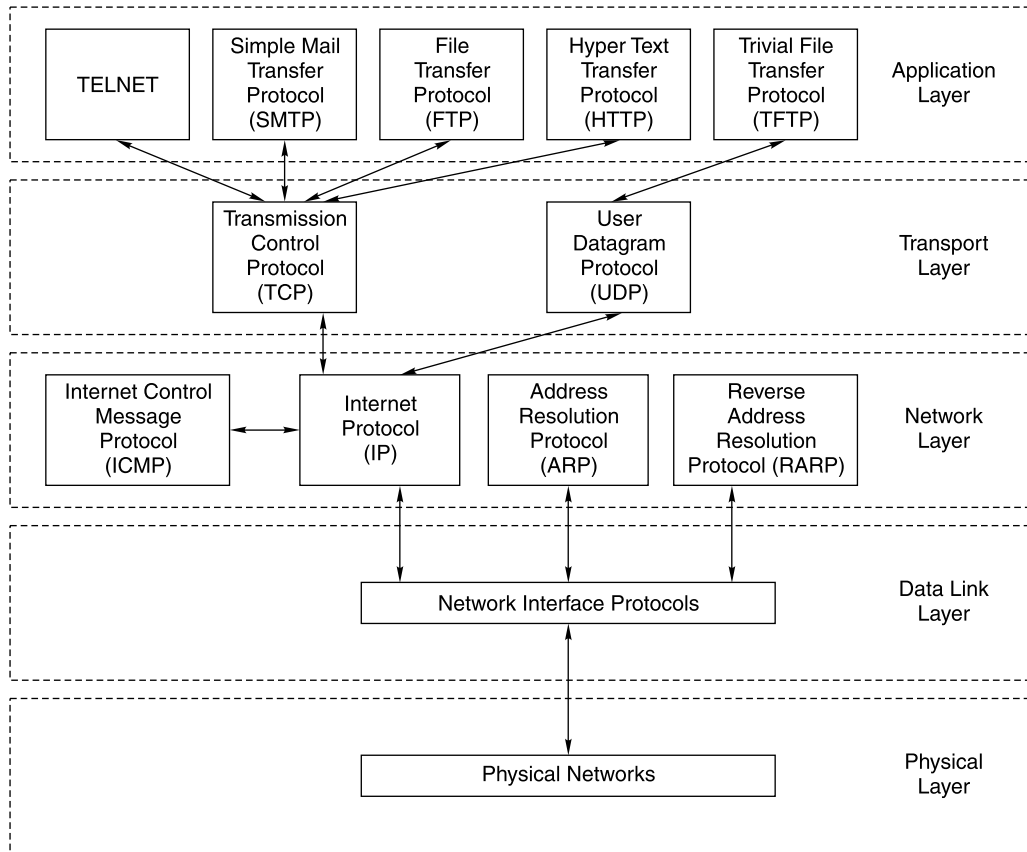 TELNET
Simple Mail
Transfer
Protocol
(SMTP)
File
Transfer
Protocol
(FTP)
Hyper Text
Transfer
Protocol
(HTTP)
Trivial File
Transfer
Protocol
(TFTP)
Application
Layer
Transmission
Control
Protocol
(TCP)
User
Datagram
Protocol
(UDP)
Transport
Layer
Internet Control
Message
Protocol
(ICMP)
Internet
Protocol
(IP)
Address
Resolution
Protocol
(ARP)
Reverse
Address
Resolution
Protocol (RARP)
Network
Layer
Network Interface Protocols
Data Link
Layer
Physical Networks
Physical
Layer